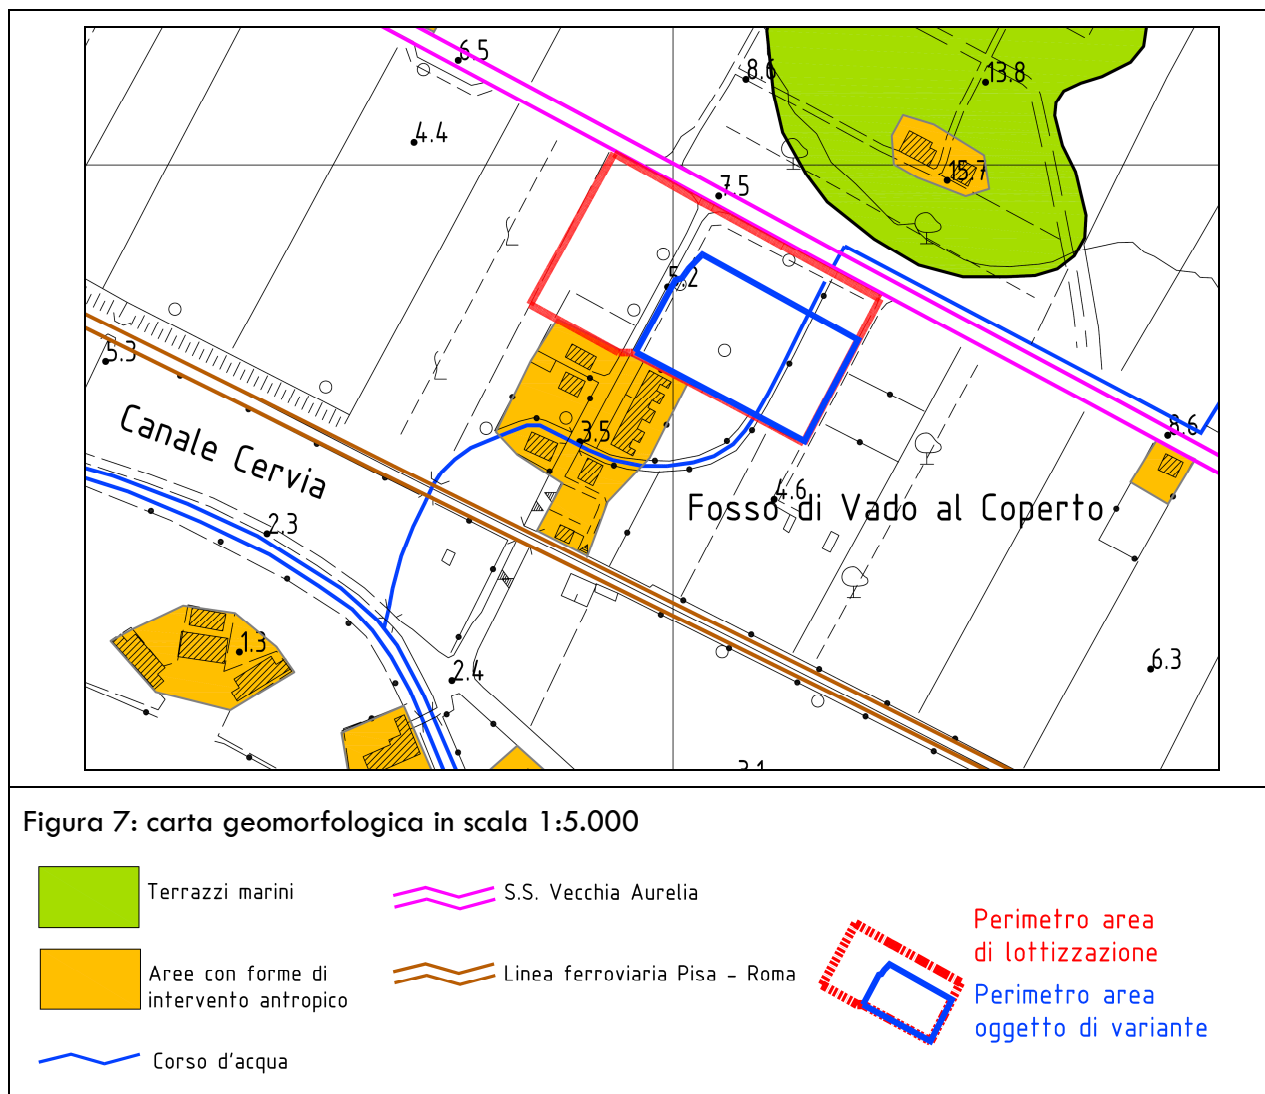 6.5
8.6
13.8
4.4
15.7
7.5
5.2
5.3
Canale Cervia
3.5
8.6
4.6
Fosso di Vado al Coperto
2.3
1.3
2.4
6.3
3.1
Figura 7: carta geomorfologica in scala 1:5.000
Terrazzi marini
S.S. Vecchia Aurelia
Perimetro area
di lottizzazione
Aree con forme di
intervento antropico
Linea ferroviaria Pisa - Roma
Perimetro area
oggetto di variante
Corso d'acqua